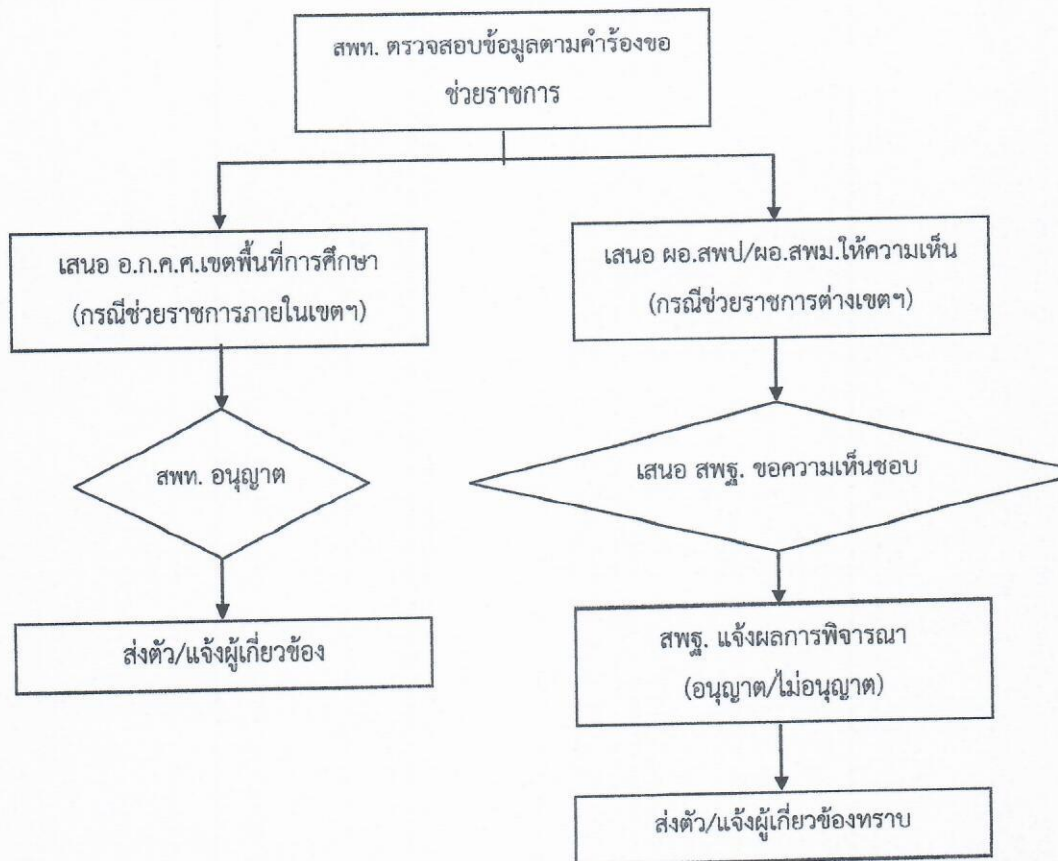 สพท. ตรวจสอบข้อมูลตามคำร้องขอ
ช่วยราชการ
เสนอ อ.ก.ค.ศ.เขตพื้นที่การศึกษา
(กรณีช่วยราชการภายในเขตฯ)
เสนอ ผอ.สพป/ผอ.สพม.ให้ความเห็น
(กรณีช่วยราชการต่างเขตฯ)
สพท. อนุญาต
เสนอ สพฐ. ขอความเห็นชอบ
ส่งตัว/แจ้งผู้เกี่ยวข้อง
สพฐ. แจ้งผลการพิจารณา
(อนุญาต/ไม่อนุญาต)
ส่งตัว/แจ้งผู้เกี่ยวข้องทราบ